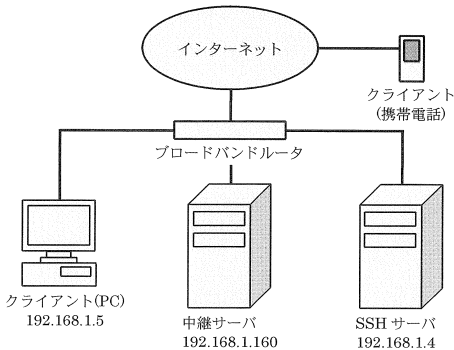 インターネット
クライアント
(携帯電話)
ブロードバンドルータ
クライアント(PC)
192.168.1.5
中継サーバ
192.168.1.160
SSH サーバ
192.168.1.4